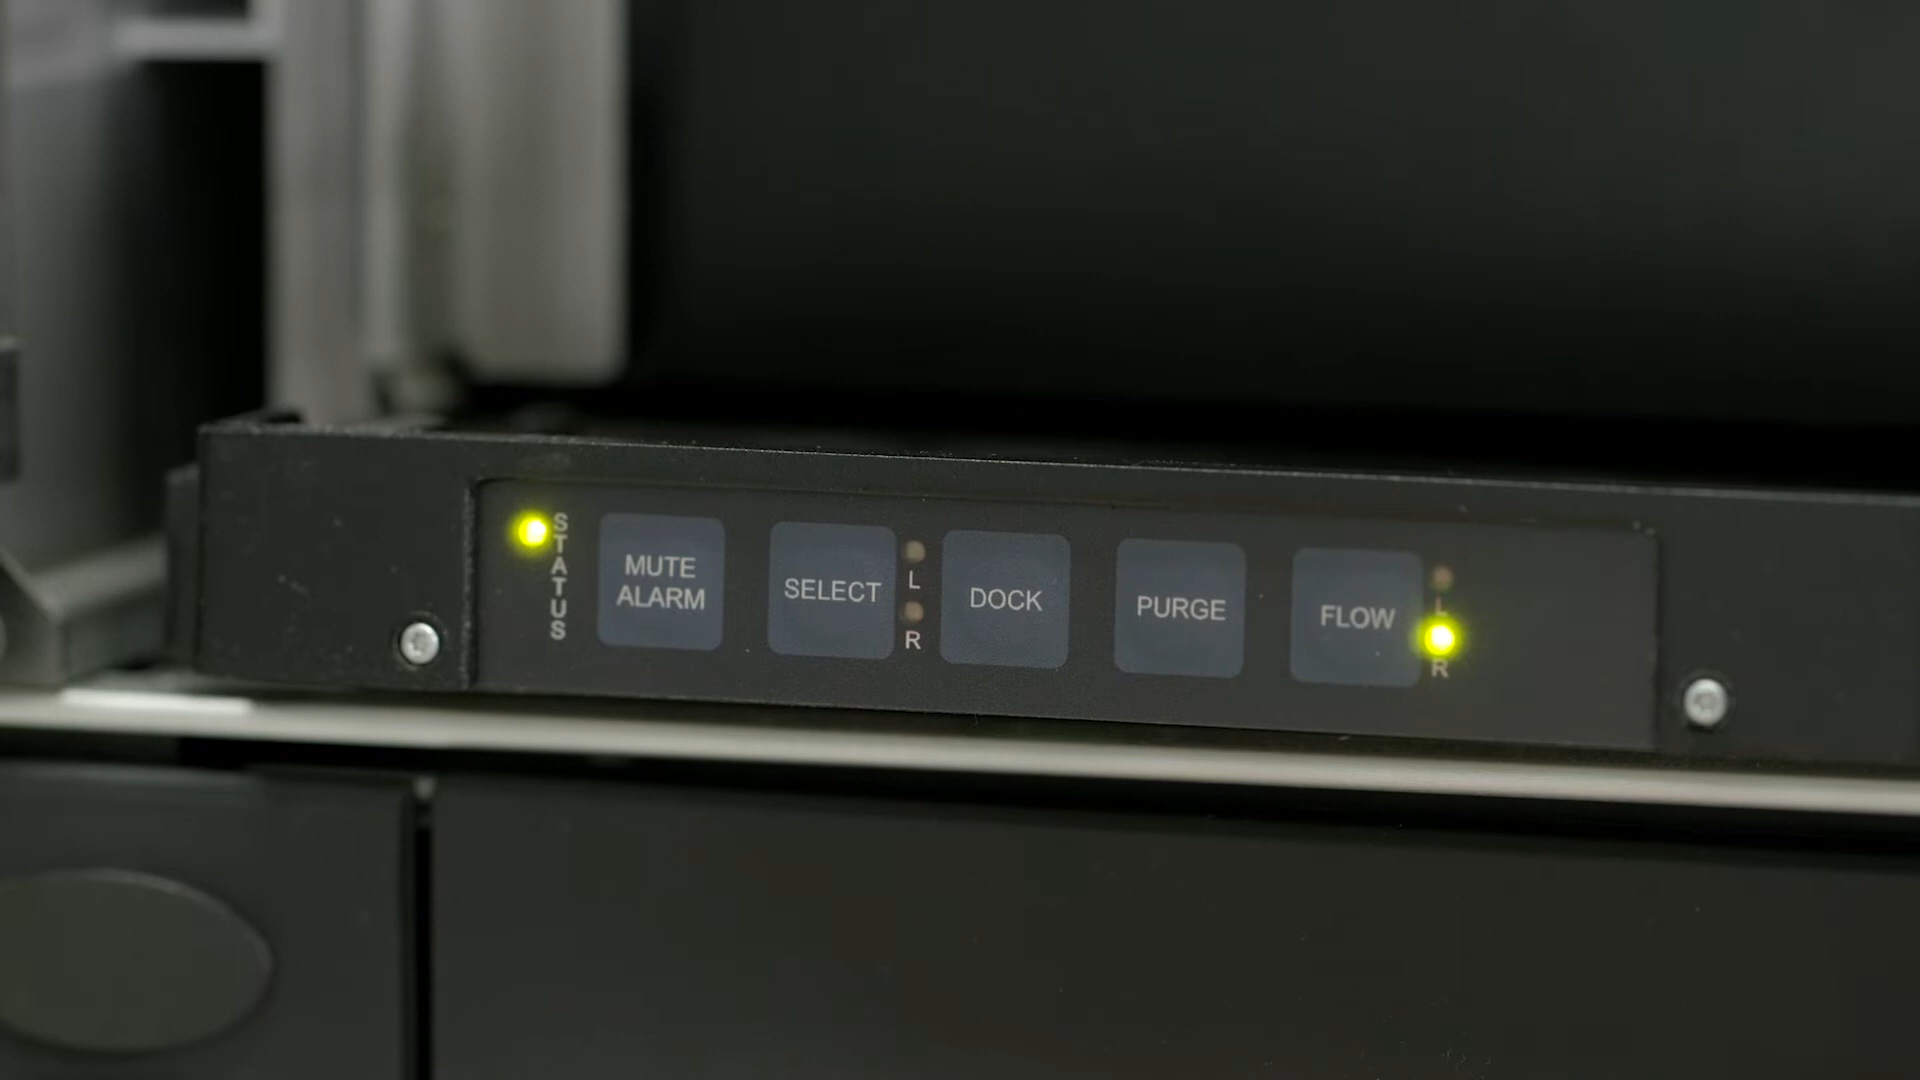 STATUS
MUTE
ALARM
SELECT
L
R
DOCK
PURGE
FLOW
L
R